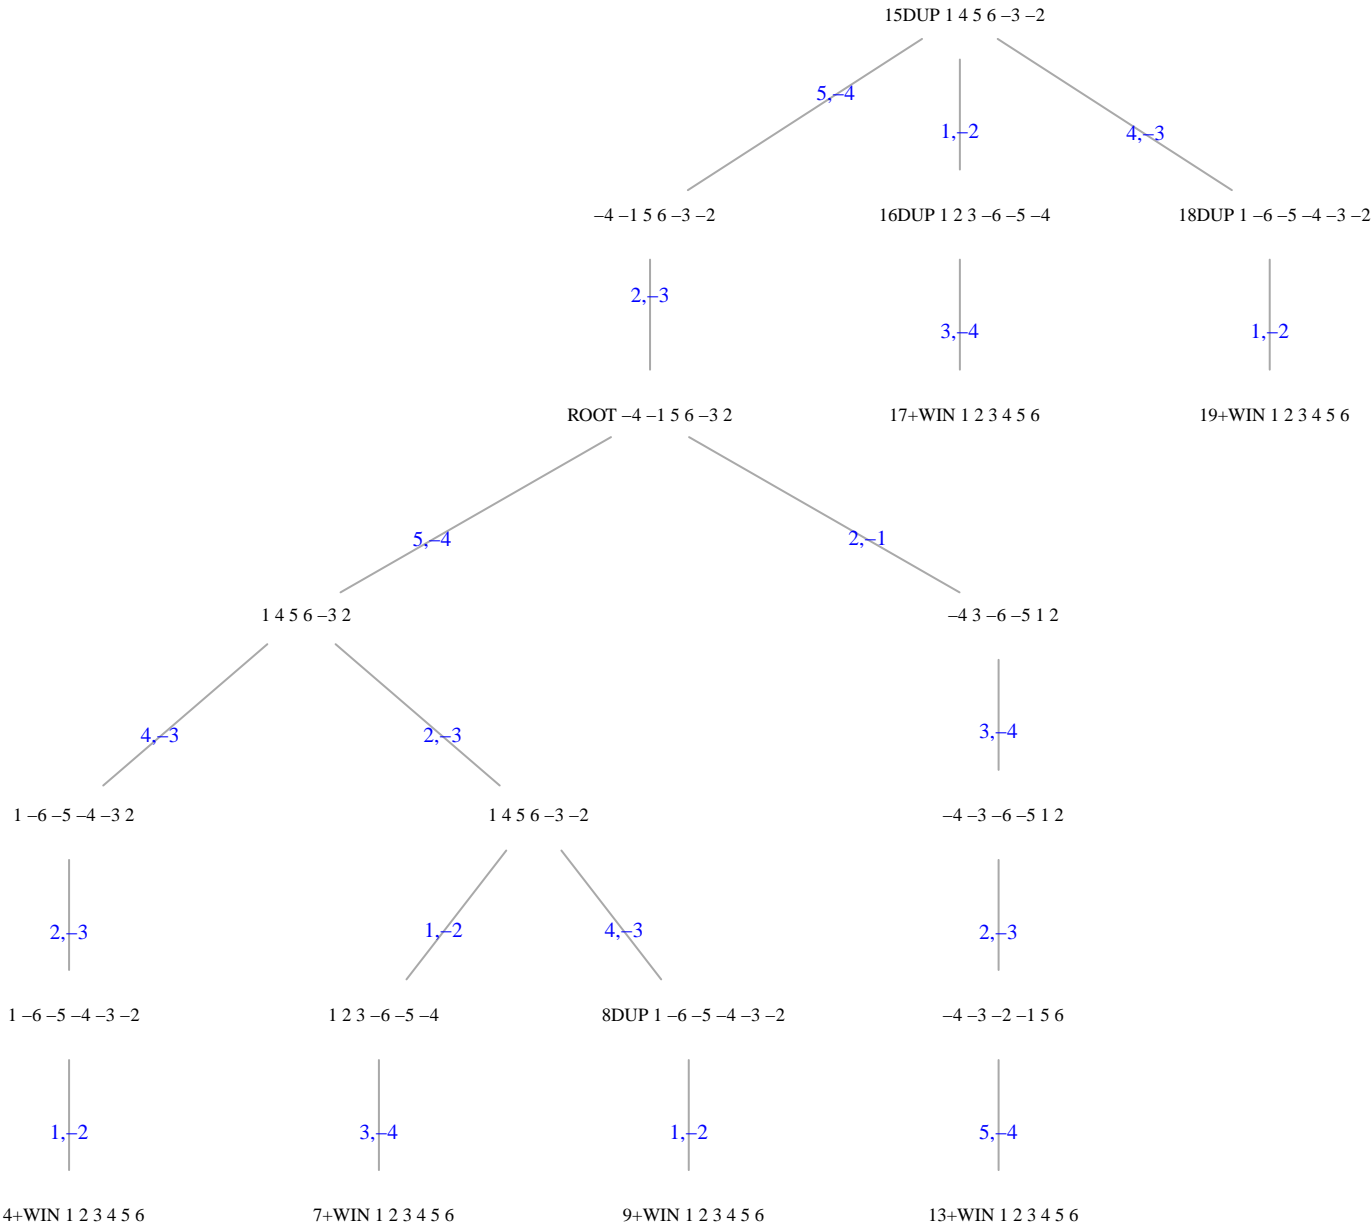 15DUP 1 4 5 6 –3 –2
5,–4
1,–2
4,–3
–4 –1 5 6 –3 –2
16DUP 1 2 3 –6 –5 –4
18DUP 1 –6 –5 –4 –3 –2
2,–3
3,–4
1,–2
ROOT –4 –1 5 6 –3 2
17+WIN 1 2 3 4 5 6
19+WIN 1 2 3 4 5 6
5,–4
2,–1
1 4 5 6 –3 2
–4 3 –6 –5 1 2
4,–3
2,–3
3,–4
1 –6 –5 –4 –3 2
1 4 5 6 –3 –2
–4 –3 –6 –5 1 2
2,–3
1,–2
4,–3
2,–3
1 –6 –5 –4 –3 –2
1 2 3 –6 –5 –4
8DUP 1 –6 –5 –4 –3 –2
–4 –3 –2 –1 5 6
1,–2
3,–4
1,–2
5,–4
4+WIN 1 2 3 4 5 6
7+WIN 1 2 3 4 5 6
9+WIN 1 2 3 4 5 6
13+WIN 1 2 3 4 5 6